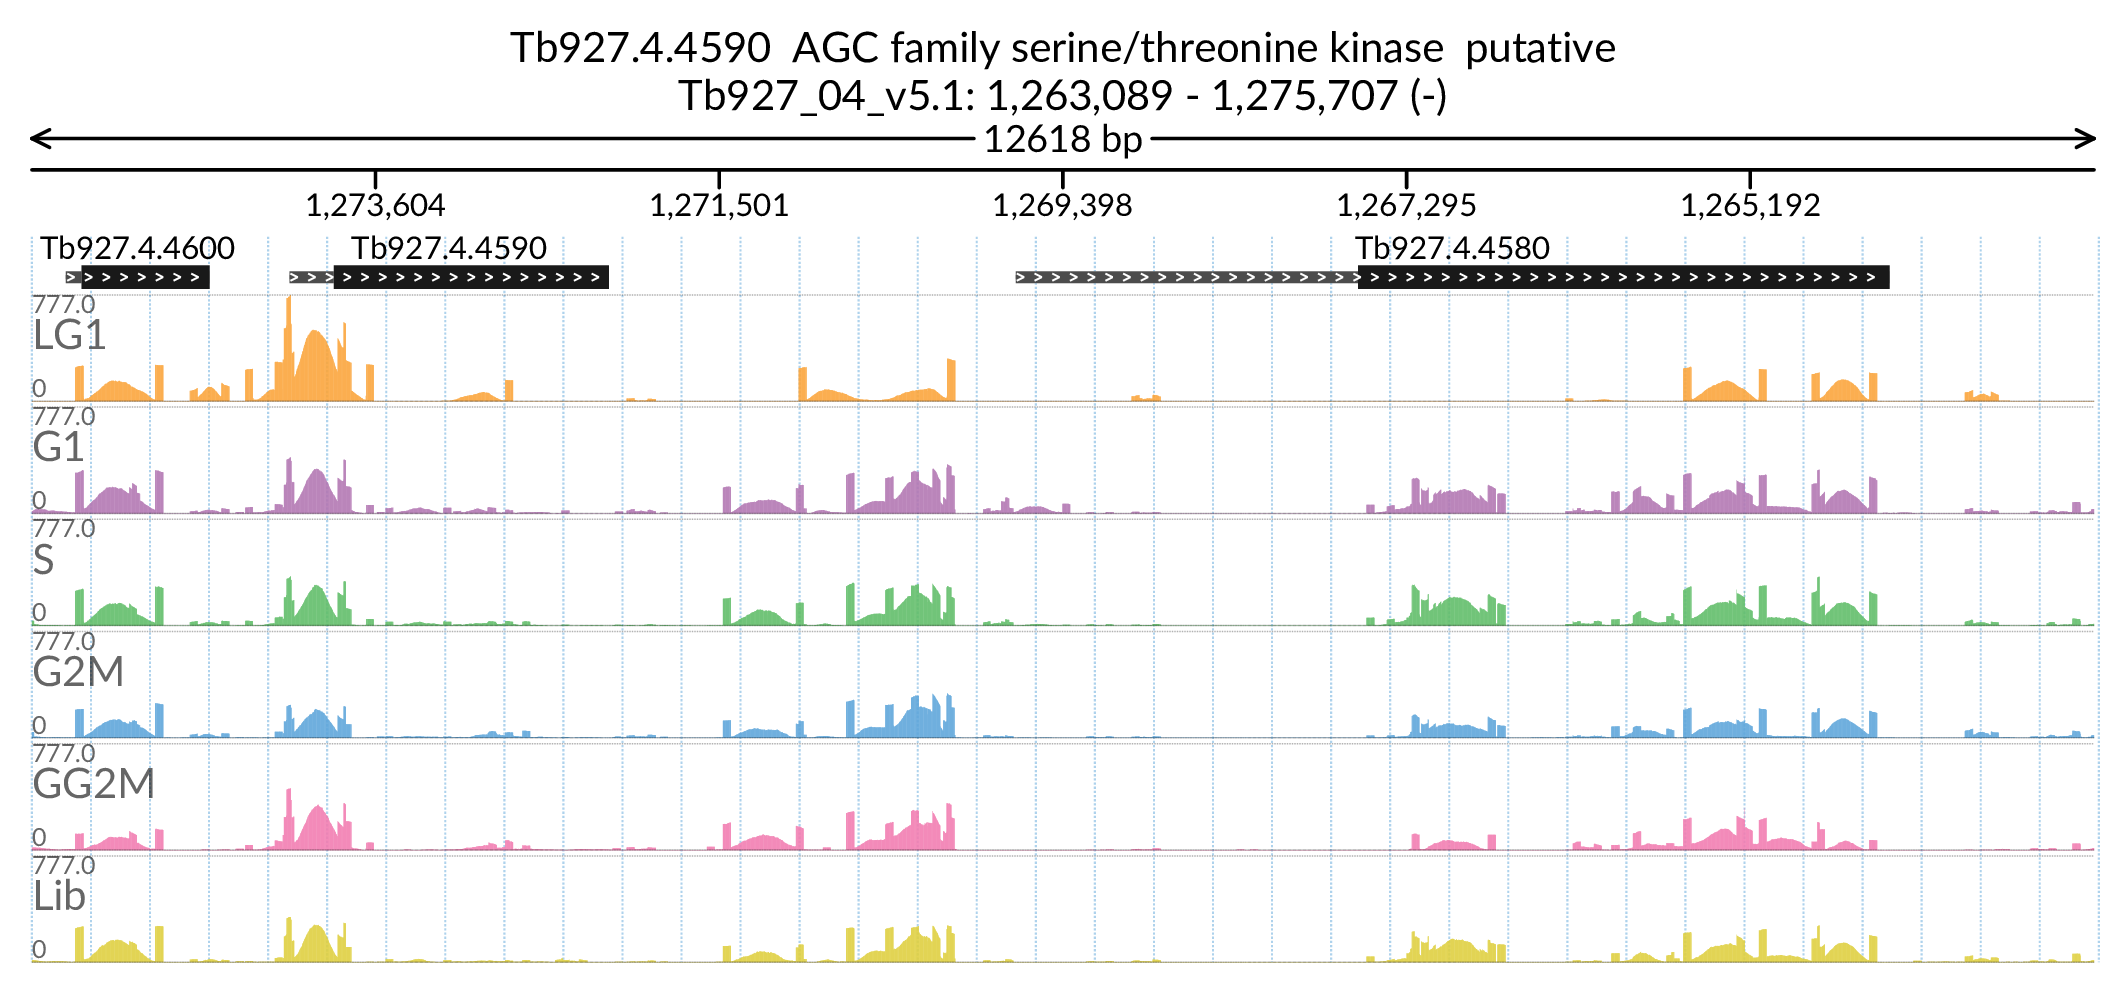 Tb927.4.4590  AGC family serine/threonine kinase  putative
Tb927_04_v5.1: 1,263,089 - 1,275,707 (-)
12618 bp
1,273,604 1,271,501 1,269,398 1,267,295 1,265,192
Tb927.4.4600 Tb927.4.4590 Tb927.4.4580
777.0
LG1
0
777.0
G1
0
777.0
S
0
777.0
G2M
0
777.0
GG2M
0
777.0
Lib
0